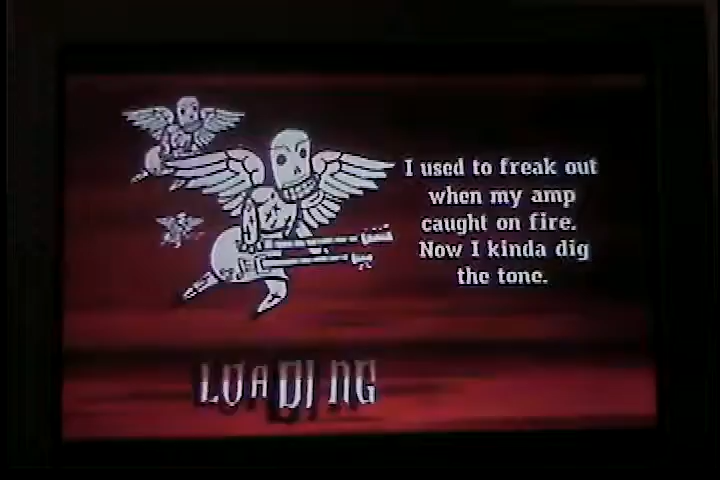 I used to freak out
when my amp
caught on fire.
Now I kinda dig
the tone.
LOADING